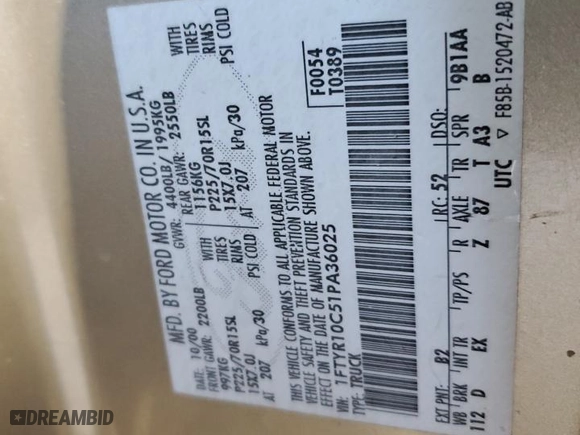 MFD. BY FORD MOTOR CO. IN U.S.A.
DATE: 10/00 GVWR: 4400LB/ 1995KG
FRONT GAWR: 2200LB REAR GAWR: 2550LB
997KG WITH 1156KG WITH
P225/70R15SL TIRES P225/70R15SL TIRES
15X7.0J RIMS 15X7.0J RIMS
AT 207 kPa/30 PSI COLD AT 207 kPa/30 PSI COLD
THIS VEHICLE CONFORMS TO ALL APPLICABLE FEDERAL MOTOR
VEHICLE SAFETY AND THEFT PREVENTION STANDARDS IN
EFFECT ON THE DATE OF MANUFACTURE SHOWN ABOVE.
VIN: 1FTYR10C51PA36025
TYPE: TRUCK
F0054
T0389
EXT PNT: B2 RC: 52 DSO:
WB BRK INT TR TP/PS R AXLE TR SPR 9B1AA
112 D EX Z 87 T A3 B
UTC ▽ F85B-1520472-AB
DREAMBID